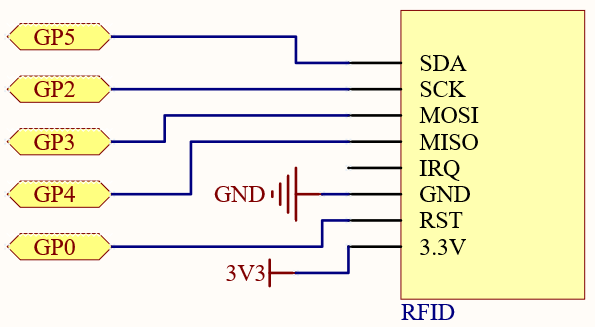 GP5
GP2
GP3
GP4
GP0
GND
3V3
SDA
SCK
MOSI
MISO
IRQ
GND
RST
3.3V
RFID